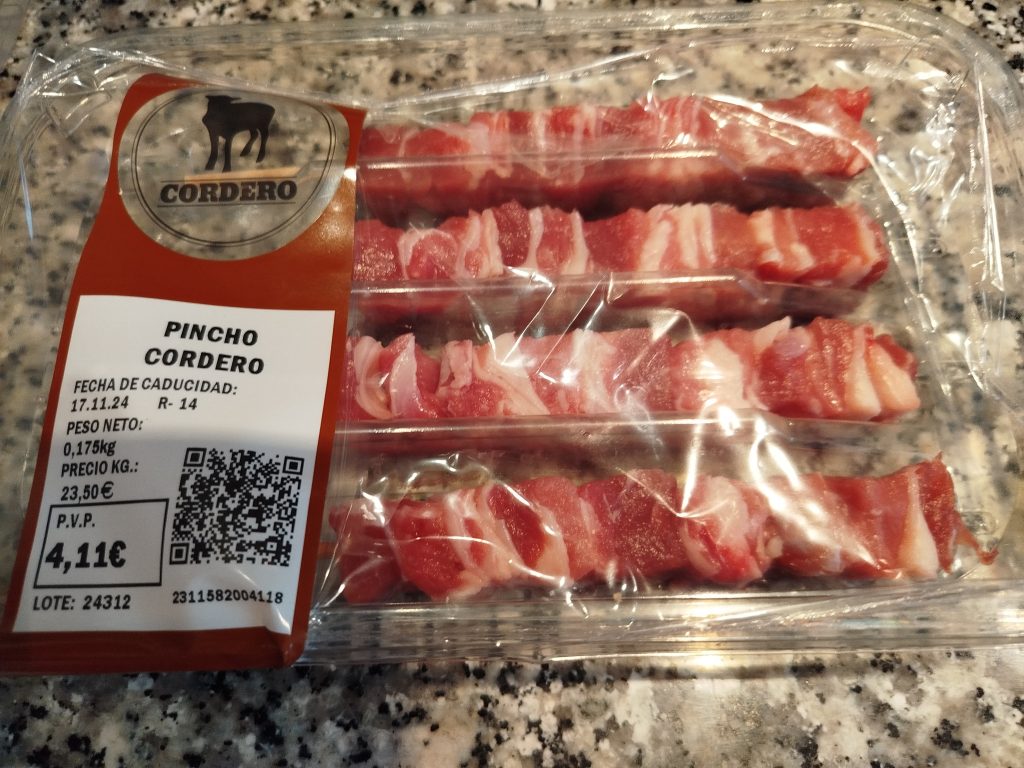 CORDERO
PINCHO
CORDERO
FECHA DE CADUCIDAD:
17.11.24 R- 14
PESO NETO:
0,175kg
PRECIO KG.:
23,50€
P.V.P.
4,11€
LOTE: 24312
2311582004118